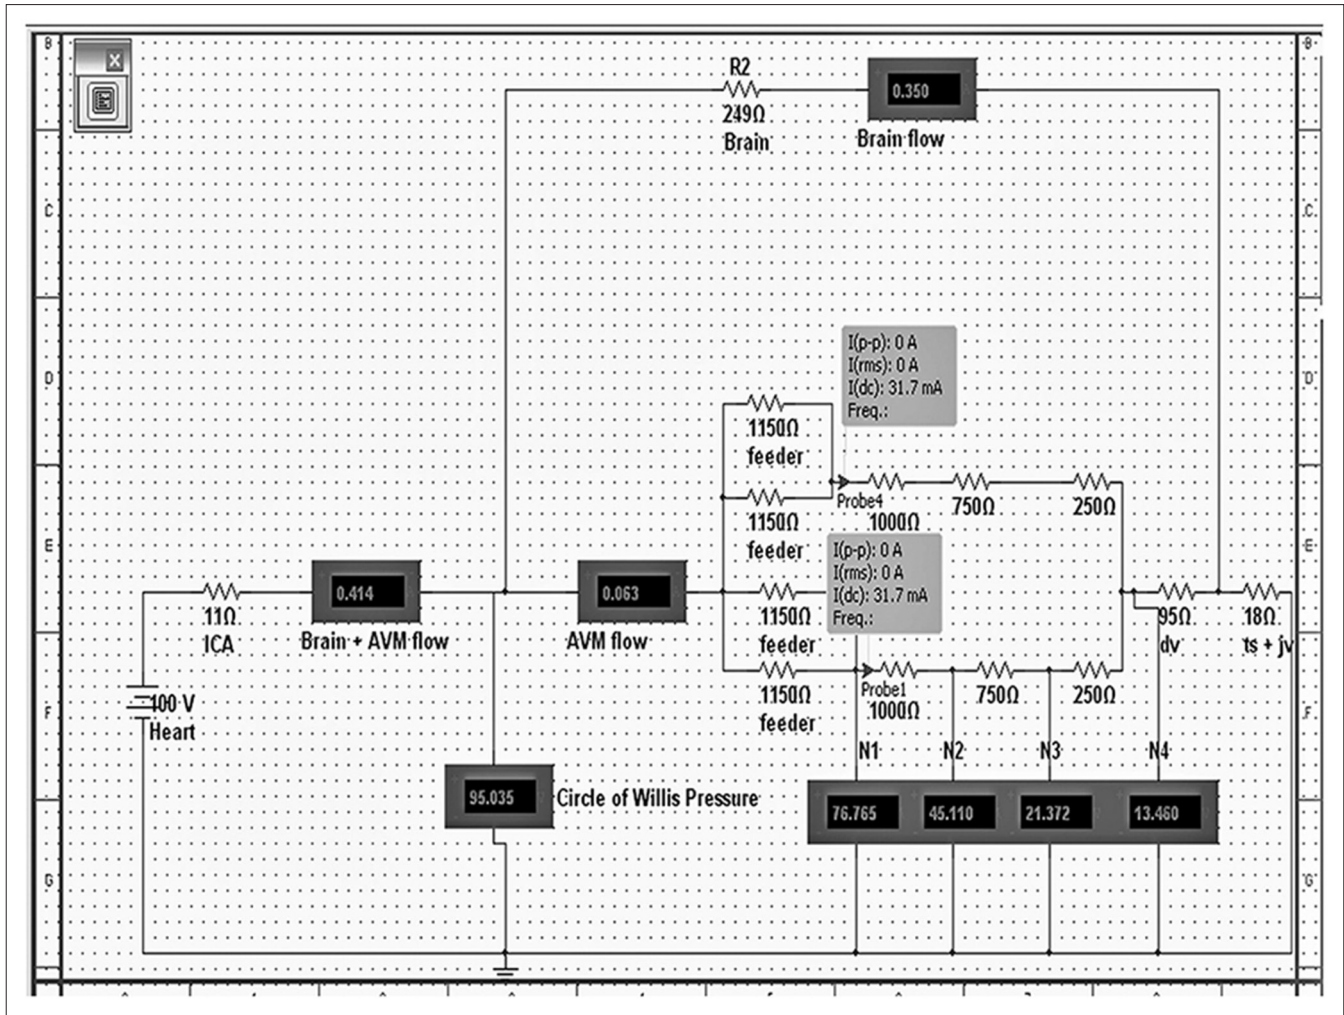 B
B
X
R2
249Ω
Brain
0.350
Brain flow
C
C
I(p-p): 0 A
I(rms): 0 A
I(dc): 31.7 mA
Freq.:
D
D
1150Ω
feeder
Probe4
1150Ω
feeder
1000Ω
750Ω
250Ω
E
E
I(p-p): 0 A
I(rms): 0 A
I(dc): 31.7 mA
Freq.:
11Ω
ICA
0.414
Brain + AVM flow
0.063
AVM flow
1150Ω
feeder
95Ω
dv
18Ω
ts + jv
1150Ω
feeder
Probe1
1000Ω
750Ω
250Ω
F
F
100 V
Heart
N1
N2
N3
N4
95.035
Circle of Willis Pressure
76.765
45.110
21.372
13.460
G
G